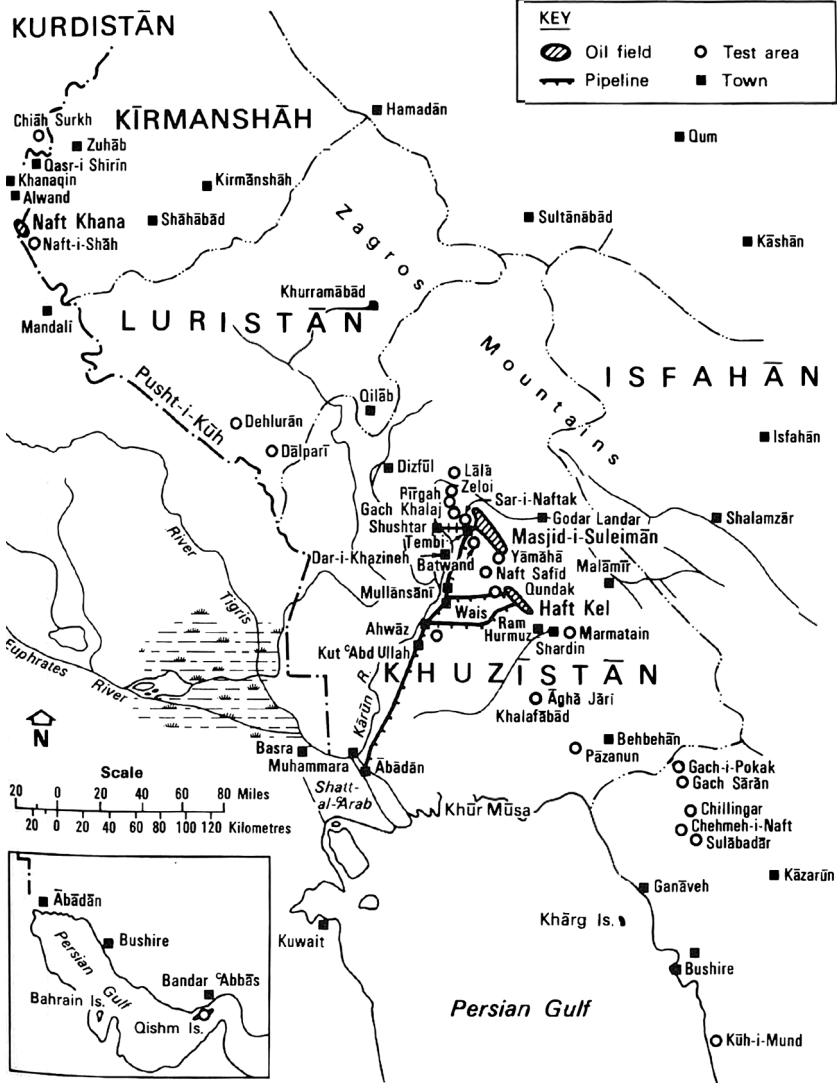 KEY
Oil field
Test area
Pipeline
Town
KURDISTĀN
KĪRMANSHĀH
Hamadān
Chiāh Surkh
Zuhāb
Qasr-i Shirīn
Khanaqin
Alwand
Kirmānshāh
Naft Khana
Naft-i-Shāh
Shāhābād
Qum
Sultānābād
Kāshān
Zagros
Mountains
Mandalí
Khurramābād
LURISTĀN
ISFAHĀN
Pusht-i-Kūh
Qilāb
Dehlurān
Dālparī
Isfahān
Dizfūl
Lālā
Zeloi
Pīrgah
Sar-i-Naftak
Gach Khalaj
Shushtar
Godar Landar
Shalamzār
Tembi
Masjid-i-Suleimān
Dar-i-Khazineh
Batwand
Yāmāhā
Naft Safīd
Malāmīr
Mullānsānī
Qundak
Wais
Haft Kel
Ahwāz
Ram
Hurmuz
Marmatain
Shardin
Kut ᶜAbd Ullah
KHUZĪSTĀN
River
Tigris
Euphrates
River
Kārūn R.
Āghā Jārī
Khalafābād
N
Basra
Muhammara
Ābādān
Behbehān
Pāzanun
Gach-i-Pokak
Gach Sārān
Scale
20 0 20 40 60 80 Miles
20 0 20 40 60 80 100 120 Kilometres
Shatt-
al-ᶜArab
Khūr Mūsa
Chillingar
Chehmeh-i-Naft
Sulābadār
Kāzarūn
Ganāveh
Khārg Is.
Kuwait
Bushire
Persian Gulf
Kūh-i-Mund
Ābādān
Bushire
Persian Gulf
Bandar ᶜAbbās
Bahrain Is.
Qishm Is.